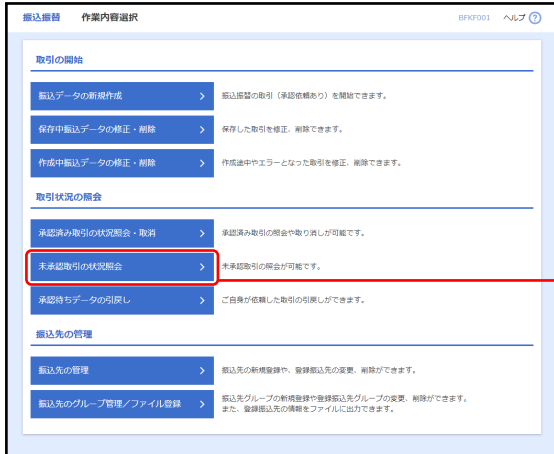 振込振替 作業内容選択 BFKF001 ヘルプ ?
取引の開始
振込データの新規作成 振込振替の取引（承認依頼あり）を開始できます。
保存中振込データの修正・削除 保存した取引を修正、削除できます。
作成中振込データの修正・削除 作成途中やエラーとなった取引を修正、削除できます。
取引状況の照会
承認済み取引の状況照会・取消 承認済み取引の照会や取り消しが可能です。
未承認取引の状況照会 未承認取引の照会が可能です。
承認待ちデータの引戻し ご自身が依頼した取引の引戻しができます。
振込先の管理
振込先の管理 振込先の新規登録や、登録振込先の変更、削除ができます。
振込先のグループ管理／ファイル登録 振込先グループの新規登録や登録振込先グループの変更、削除ができます。
また、登録振込先の情報をファイルに出力できます。